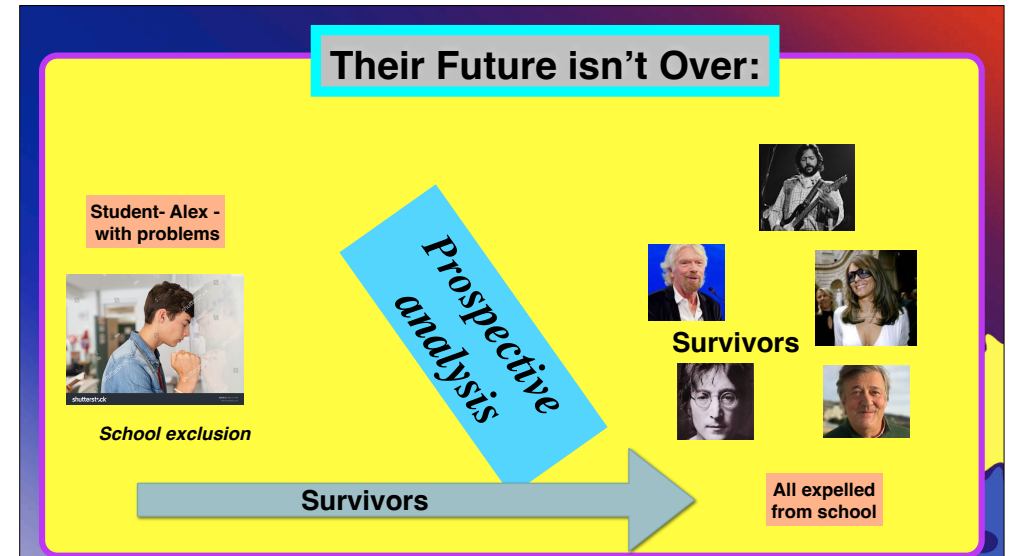 Their Future isn't Over:
Student- Alex -
with problems
Prospective
analysis
Survivors
shutterstock
School exclusion
Survivors
All expelled
from school